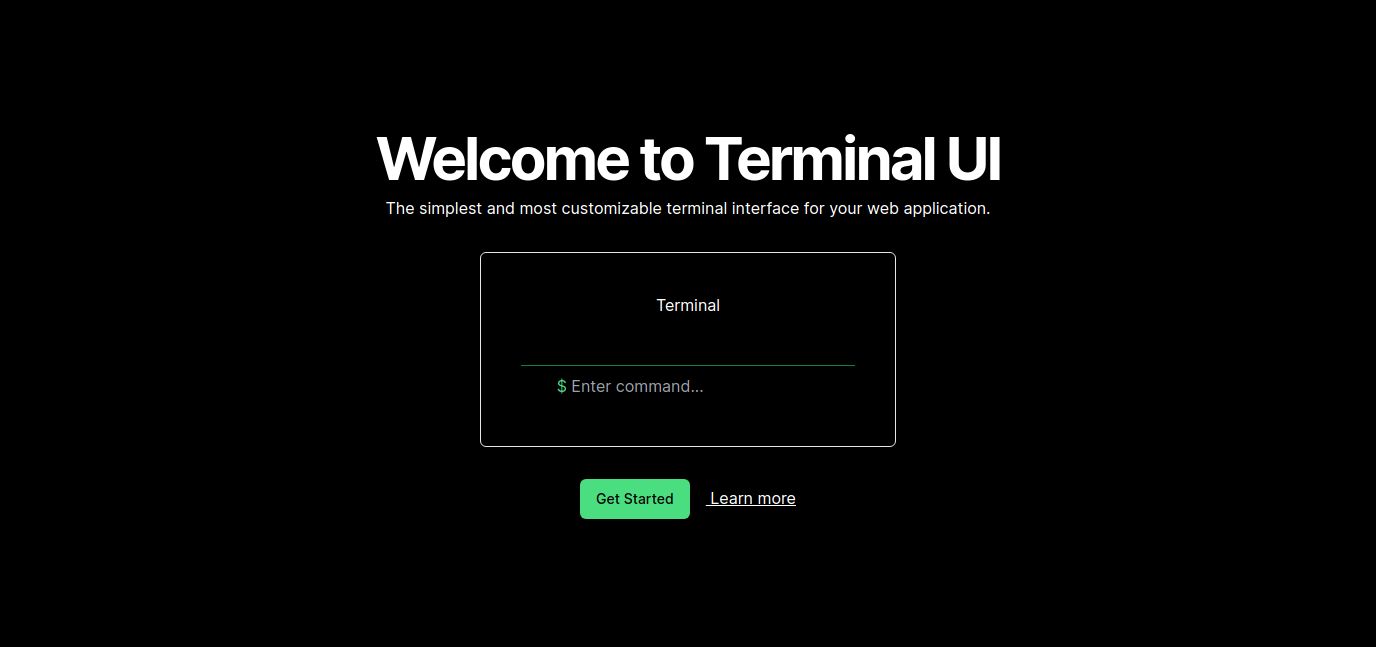 Welcome to Terminal UI
The simplest and most customizable terminal interface for your web application.
Terminal
$ Enter command...
Get Started
Learn more